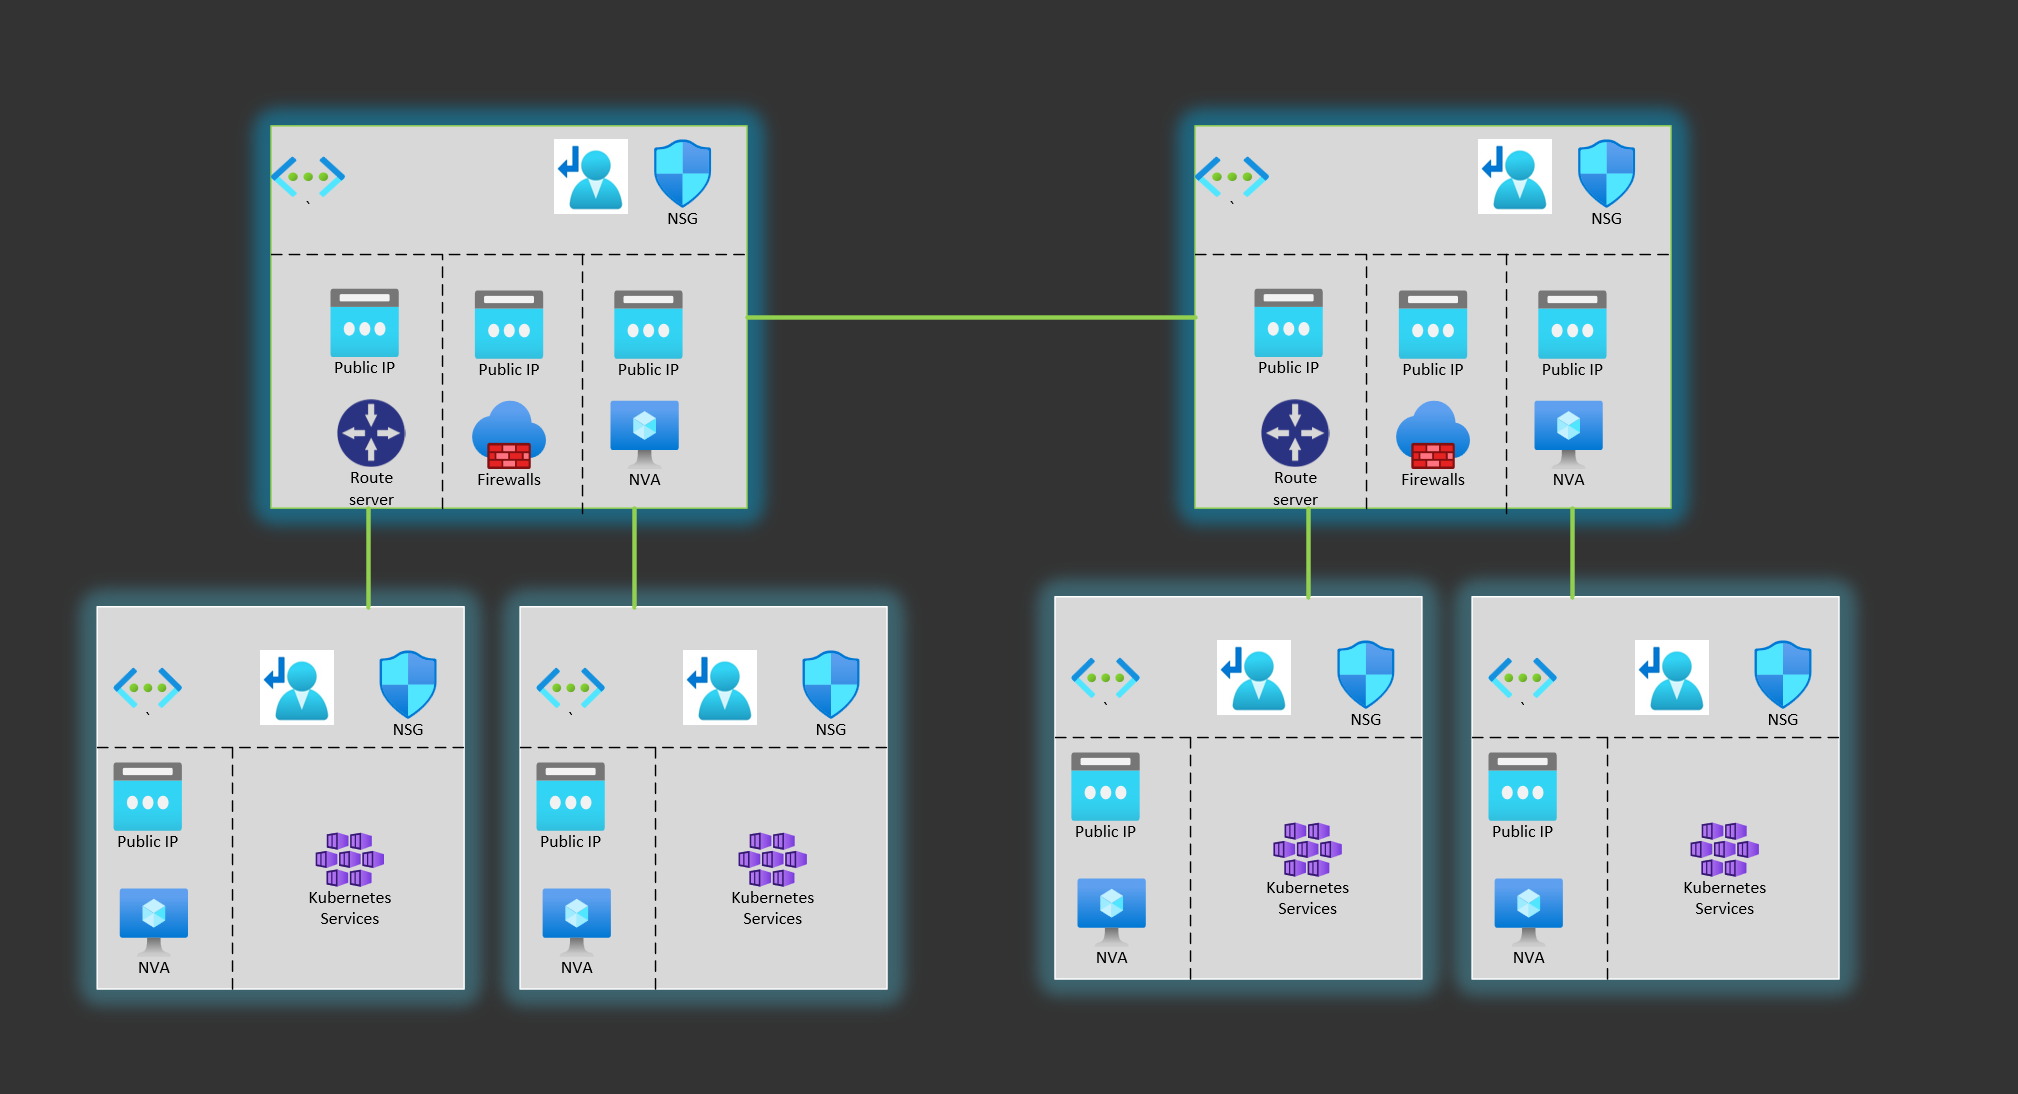 NSG
`
Public IP
Public IP
Public IP
Route
server
Firewalls
NVA
NSG
`
Public IP
Public IP
Public IP
Route
server
Firewalls
NVA
`
NSG
Public IP
Kubernetes
Services
NVA
`
NSG
Public IP
Kubernetes
Services
NVA
`
NSG
Public IP
Kubernetes
Services
NVA
`
NSG
Public IP
Kubernetes
Services
NVA